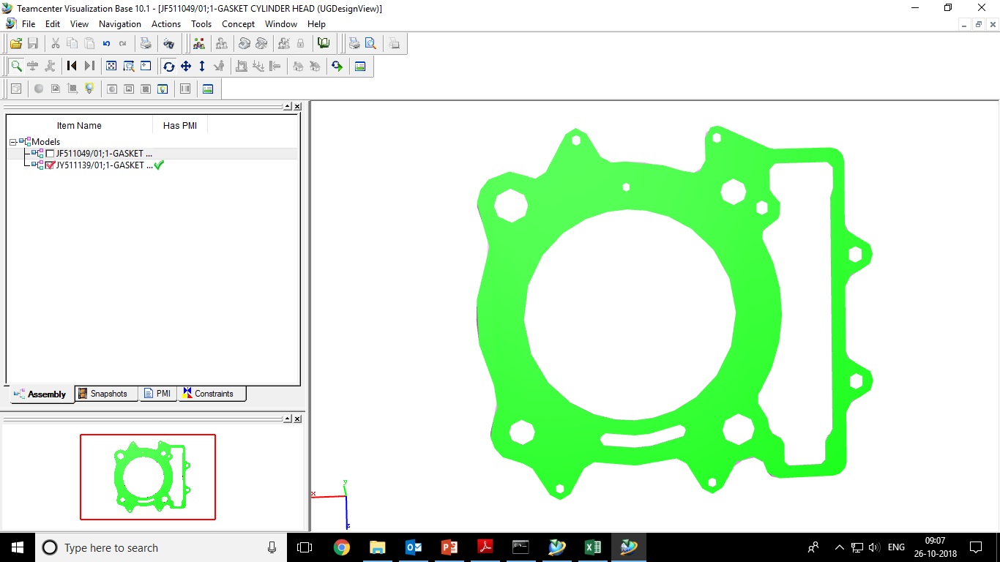 Teamcenter Visualization Base 10.1 - [JF511049/01;1-GASKET CYLINDER HEAD (UGDesignView)]
File Edit View Navigation Actions Tools Concept Window Help
Item Name Has PMI
Models
JF511049/01;1-GASKET ...
JY511139/01;1-GASKET ...
Assembly Snapshots PMI Constraints
y
x
z
Type here to search
ENG
09:07
26-10-2018